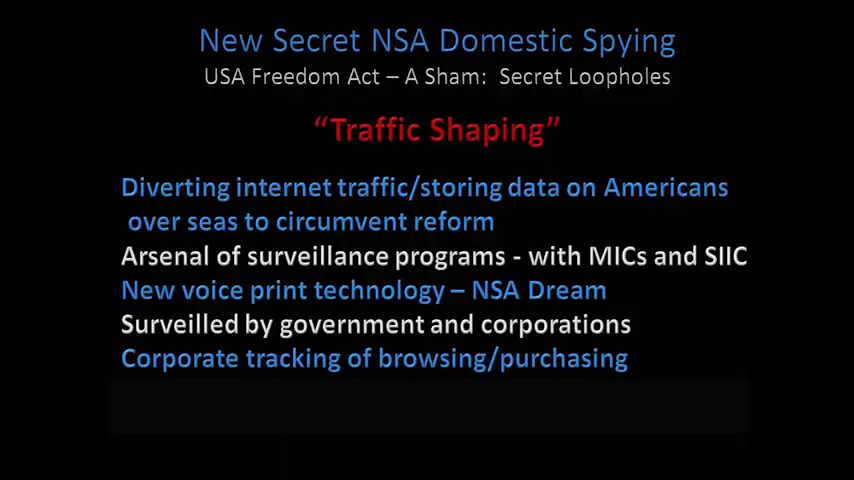 New Secret NSA Domestic Spying
USA Freedom Act – A Sham:  Secret Loopholes
“Traffic Shaping”
Diverting internet traffic/storing data on Americans
over seas to circumvent reform
Arsenal of surveillance programs - with MICs and SIIC
New voice print technology – NSA Dream
Surveilled by government and corporations
Corporate tracking of browsing/purchasing